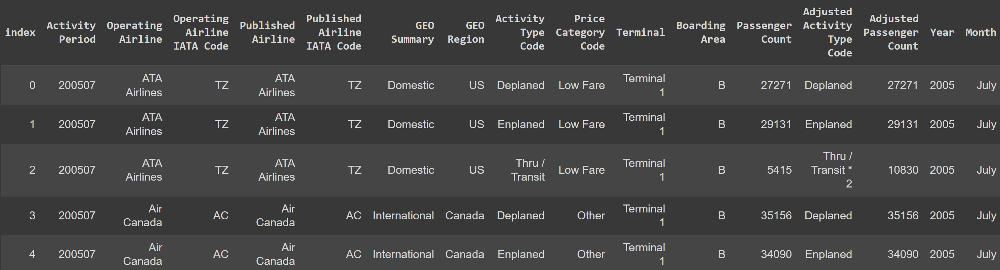 index Activity Period Operating Airline Operating Airline IATA Code Published Airline Published Airline IATA Code GEO Summary GEO Region Activity Type Code Price Category Code Terminal Boarding Area Passenger Count Adjusted Activity Type Code Adjusted Passenger Count Year Month
0 200507 ATA Airlines TZ ATA Airlines TZ Domestic US Deplaned Low Fare Terminal 1 B 27271 Deplaned 27271 2005 July
1 200507 ATA Airlines TZ ATA Airlines TZ Domestic US Enplaned Low Fare Terminal 1 B 29131 Enplaned 29131 2005 July
2 200507 ATA Airlines TZ ATA Airlines TZ Domestic US Thru / Transit Low Fare Terminal 1 B 5415 Thru / Transit * 2 10830 2005 July
3 200507 Air Canada AC Air Canada AC International Canada Deplaned Other Terminal 1 B 35156 Deplaned 35156 2005 July
4 200507 Air Canada AC Air Canada AC International Canada Enplaned Other Terminal 1 B 34090 Enplaned 34090 2005 July